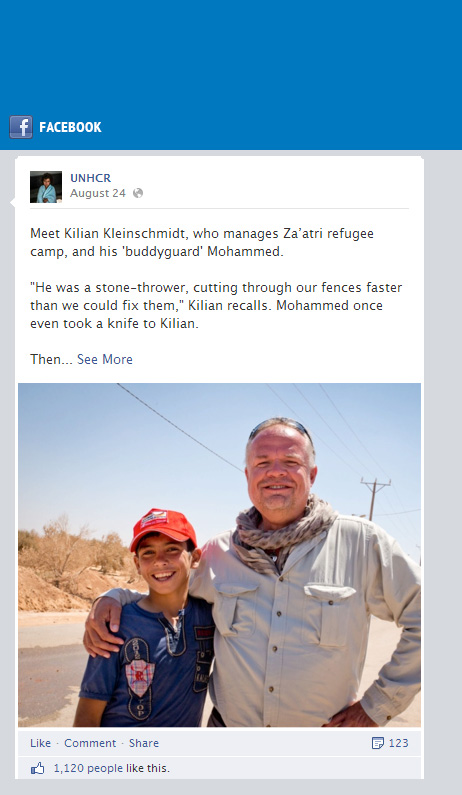 FACEBOOK
UNHCR
August 24
Meet Kilian Kleinschmidt, who manages Za’atri refugee
camp, and his 'buddyguard' Mohammed.
"He was a stone-thrower, cutting through our fences faster
than we could fix them," Kilian recalls. Mohammed once
even took a knife to Kilian.
Then... See More
Like · Comment · Share 123
1,120 people like this.